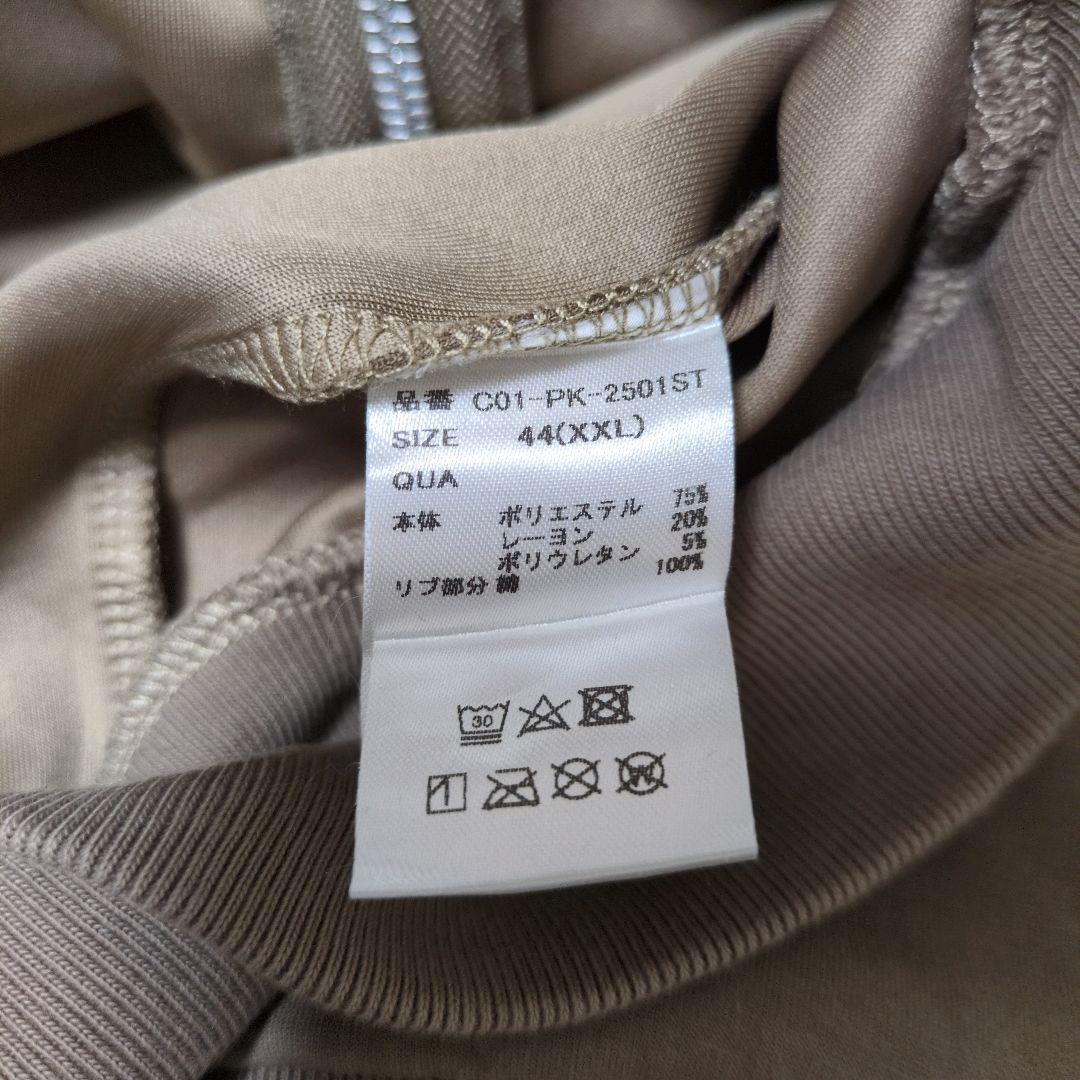 品番 C01-PK-2501ST
SIZE 44(XXL)
QUA
本体 ポリエステル 75%
レーヨン 20%
ポリウレタン 5%
リブ部分 綿 100%
30
W